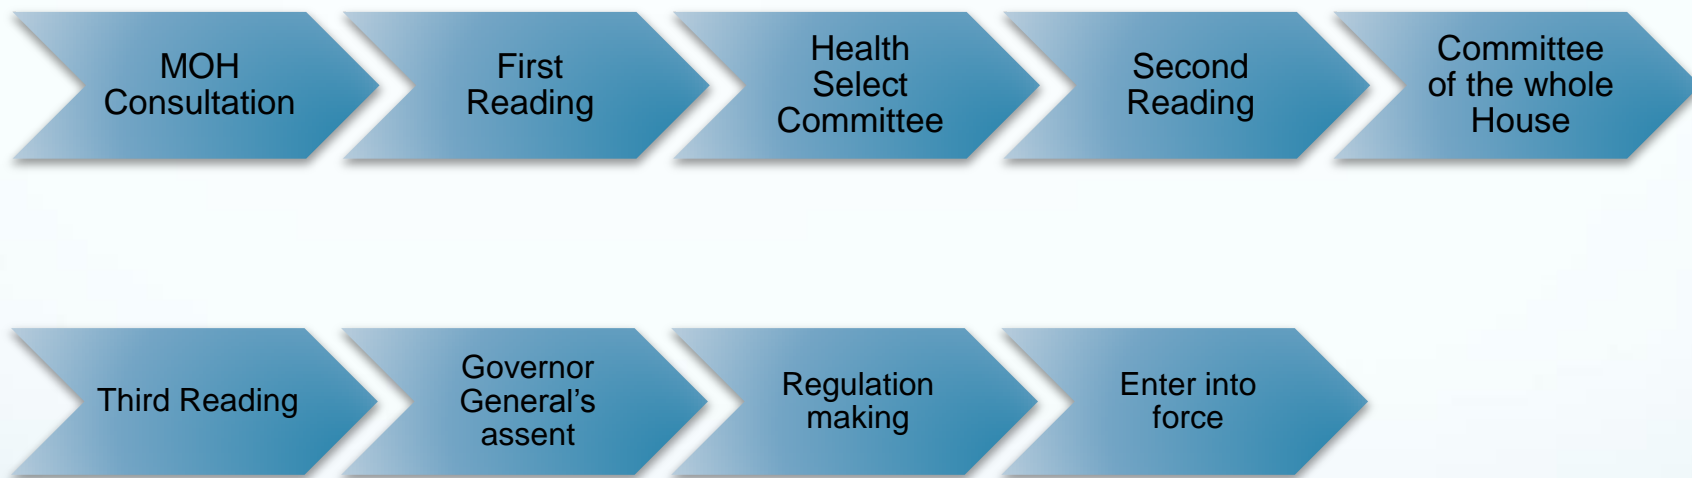 MOH
Consultation
First
Reading
Health
Select
Committee
Second
Reading
Committee
of the whole
House
Third Reading
Governor
General’s
assent
Regulation
making
Enter into
force